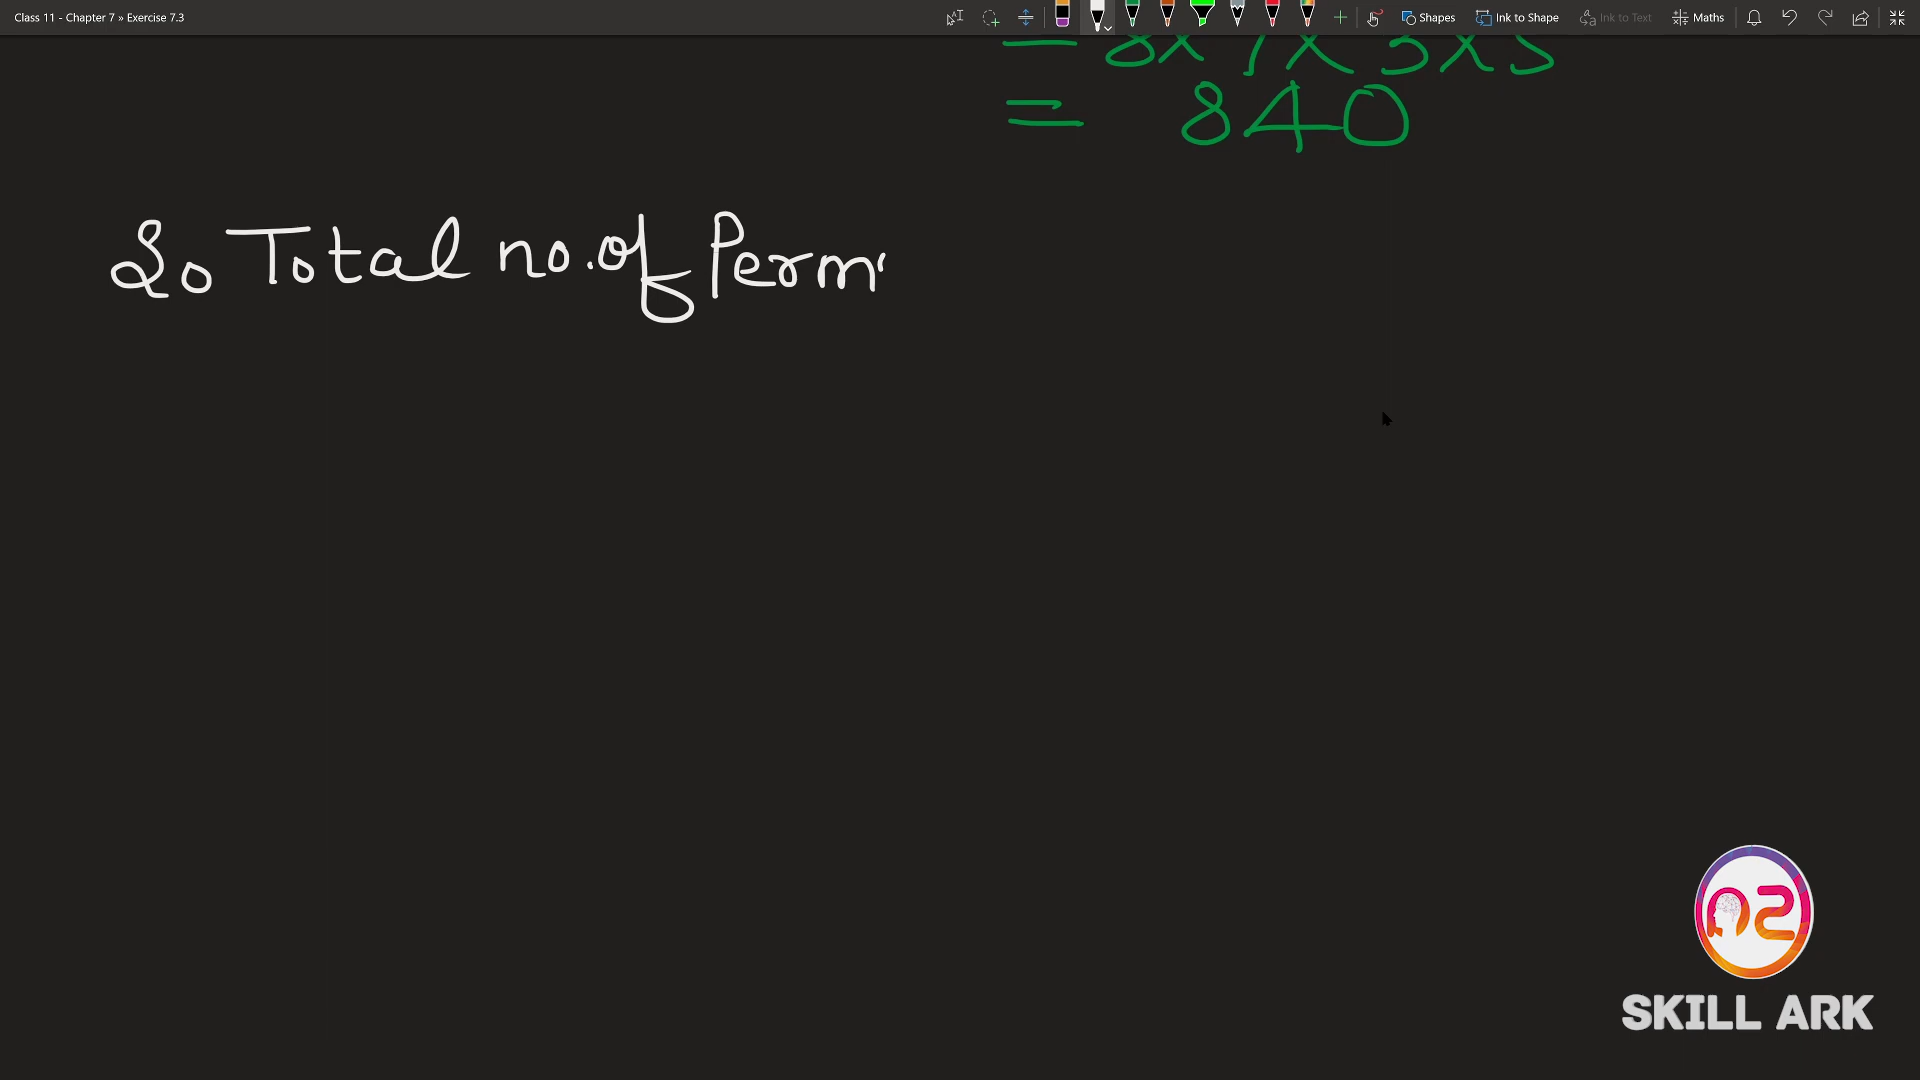 Class 11 - Chapter 7 » Exercise 7.3
Shapes
Ink to Shape
Ink to Text
Maths
= 8x7x3x5
= 840
So Total no. of Perm
SKILL ARK